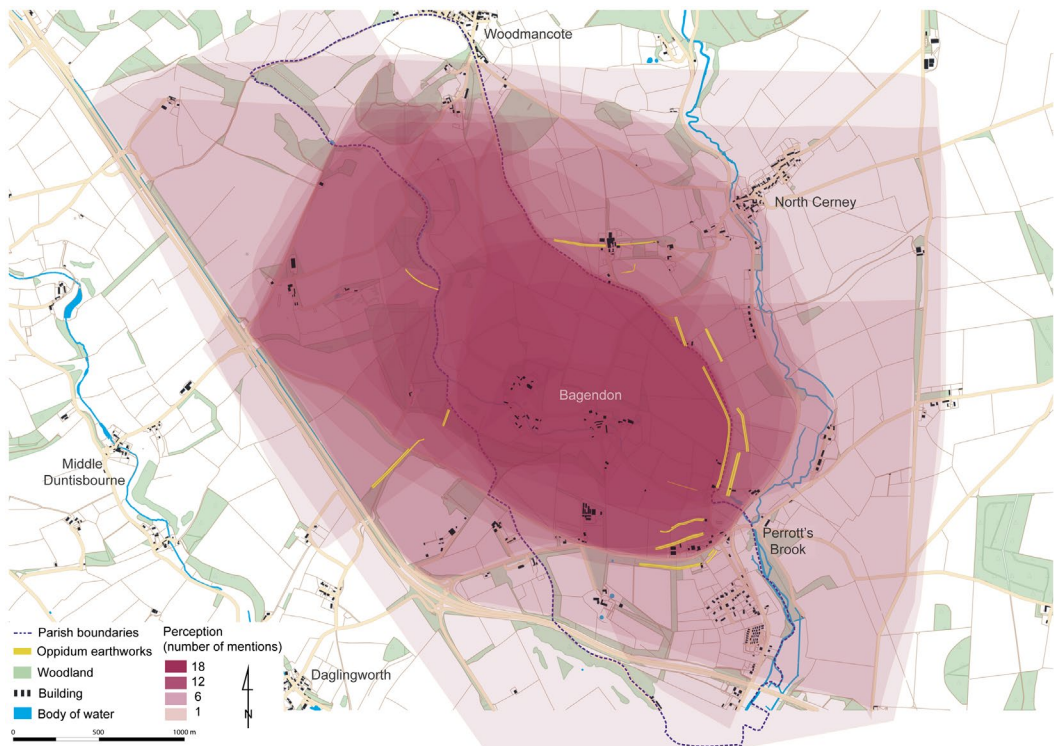 Woodmancote
North Cerney
Bagendon
Middle
Duntisbourne
Perrott's
Brook
Daglingworth
Parish boundaries
Oppidum earthworks
Woodland
Building
Body of water
0 500 1000 m
Perception
(number of mentions)
18
12
6
1
N